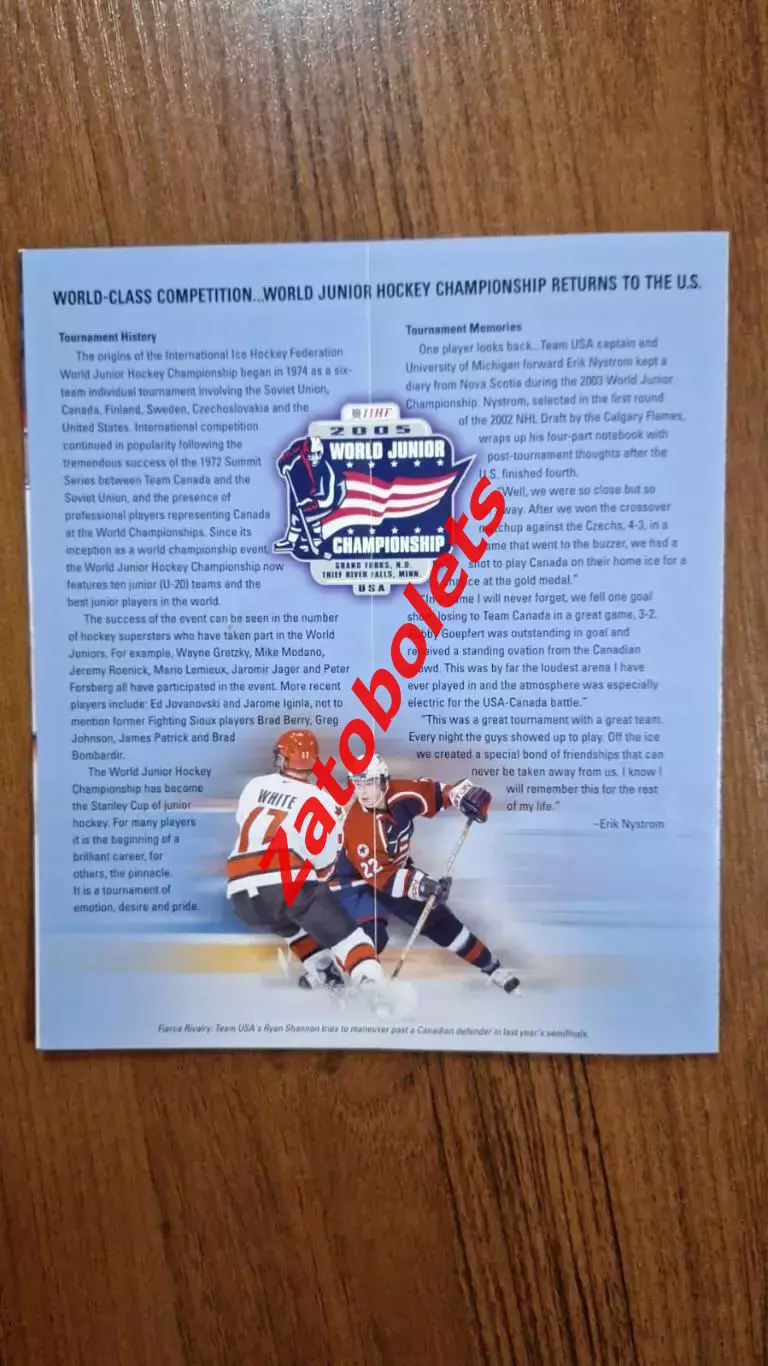 WORLD-CLASS COMPETITION...WORLD JUNIOR HOCKEY CHAMPIONSHIP RETURNS TO THE U.S.
Tournament History
The origins of the International Ice Hockey Federation
World Junior Hockey Championship began in 1974 as a six-
team individual tournament involving the Soviet Union,
Canada, Finland, Sweden, Czechoslovakia and the
United States. International competition
continued in popularity following the
tremendous success of the 1972 Summit
Series between Team Canada and the
Soviet Union, and the presence of
professional players representing Canada
at the World Championships. Since its
inception as a world championship event,
the World Junior Hockey Championship now
features ten junior (U-20) teams and the
best junior players in the world.
The success of the event can be seen in the number
of hockey superstars who have taken part in the World
Juniors. For example, Wayne Gretzky, Mike Modano,
Jeremy Roenick, Mario Lemieux, Jaromir Jager and Peter
Forsberg all have participated in the event. More recent
players include: Ed Jovanovski and Jarome Iginla, not to
mention former Fighting Sioux players Brad Berry, Greg
Johnson, James Patrick and Brad
Bombardir.
The World Junior Hockey
Championship has become
the Stanley Cup of junior
hockey. For many players
it is the beginning of a
brilliant career, for
others, the pinnacle.
It is a tournament of
emotion, desire and pride.
IIHF
2005
WORLD JUNIOR
CHAMPIONSHIP
GRAND FORKS, N.D.
THIEF RIVER FALLS, MINN.
USA
Tournament Memories
One player looks back...Team USA captain and
University of Michigan forward Erik Nystrom kept a
diary from Nova Scotia during the 2003 World Junior
Championship. Nystrom, selected in the first round
of the 2002 NHL Draft by the Calgary Flames,
wraps up his four-part notebook with
post-tournament thoughts after the
U.S. finished fourth.
"Well, we were so close but so
away. After we won the crossover
matchup against the Czechs, 4-3, in a
game that went to the buzzer, we had a
shot to play Canada on their home ice for a
chance at the gold medal."
"In a game I will never forget, we fell one goal
short losing to Team Canada in a great game, 3-2.
Goepfert was outstanding in goal and
received a standing ovation from the Canadian
crowd. This was by far the loudest arena I have
ever played in and the atmosphere was especially
electric for the USA-Canada battle."
"This was a great tournament with a great team.
Every night the guys showed up to play. Off the ice
we created a special bond of friendships that can
never be taken away from us. I know I
will remember this for the rest
of my life."
–Erik Nystrom
WHITE
17
17
22
Fierce Rivalry: Team USA's Ryan Shannon tries to maneuver past a Canadian defender in last year's semifinals.
Zatobolets